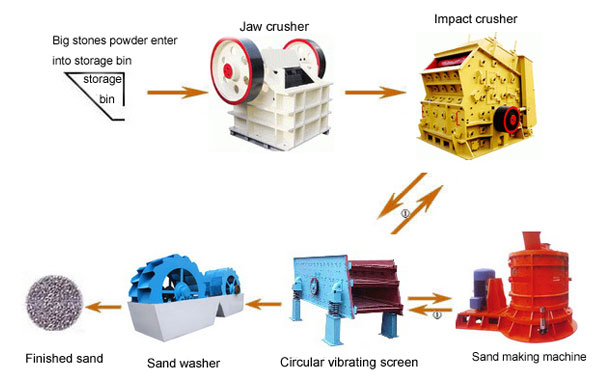 Jaw crusher
Impact crusher
Big stones powder enter
into storage bin
storage
bin
①
①
Finished sand
Sand washer
Circular vibrating screen
Sand making machine